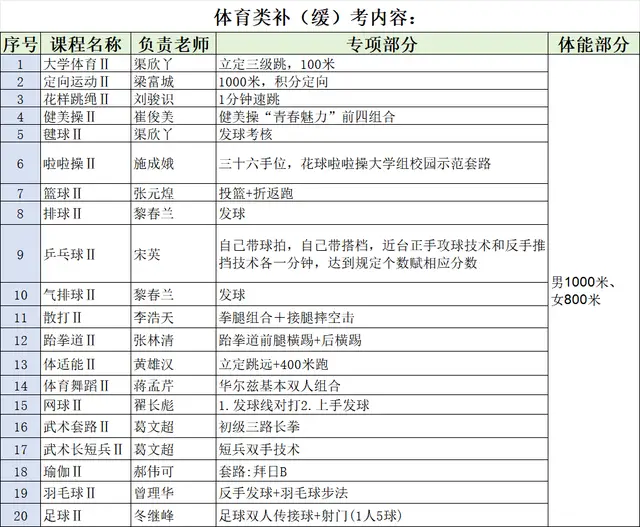 体育类补（缓）考内容：
序号 课程名称 负责老师 专项部分 体能部分
1 大学体育Ⅱ 渠欣丫 立定三级跳，100米
2 定向运动Ⅱ 梁富城 1000米，积分定向
3 花样跳绳Ⅱ 刘骏识 1分钟速跳
4 健美操Ⅱ 崔俊美 健美操“青春魅力”前四组合
5 毽球Ⅱ 渠欣丫 发球考核
6 啦啦操Ⅱ 施成娥 三十六手位，花球啦啦操大学组校园示范套路
7 篮球Ⅱ 张元煌 投篮+折返跑
8 排球Ⅱ 黎春兰 发球
9 乒乓球Ⅱ 宋英 自己带球拍，自己带搭档，近台正手攻球技术和反手推
挡技术各一分钟，达到规定个数赋相应分数
男1000米、
女800米
10 气排球Ⅱ 黎春兰 发球
11 散打Ⅱ 李浩天 拳腿组合＋接腿摔空击
12 跆拳道Ⅱ 张林清 跆拳道前腿横踢+后横踢
13 体适能Ⅱ 黄雄汉 立定跳远+400米跑
14 体育舞蹈Ⅱ 蒋孟芹 华尔兹基本双人组合
15 网球Ⅱ 翟长彪 1.发球线对打2.上手发球
16 武术套路Ⅱ 葛文超 初级三路长拳
17 武术长短兵Ⅱ 葛文超 短兵双手技术
18 瑜伽Ⅱ 郝伟可 套路:拜日B
19 羽毛球Ⅱ 曾理华 反手发球+羽毛球步法
20 足球Ⅱ 冬继峰 足球双人传接球+射门(1人5球)